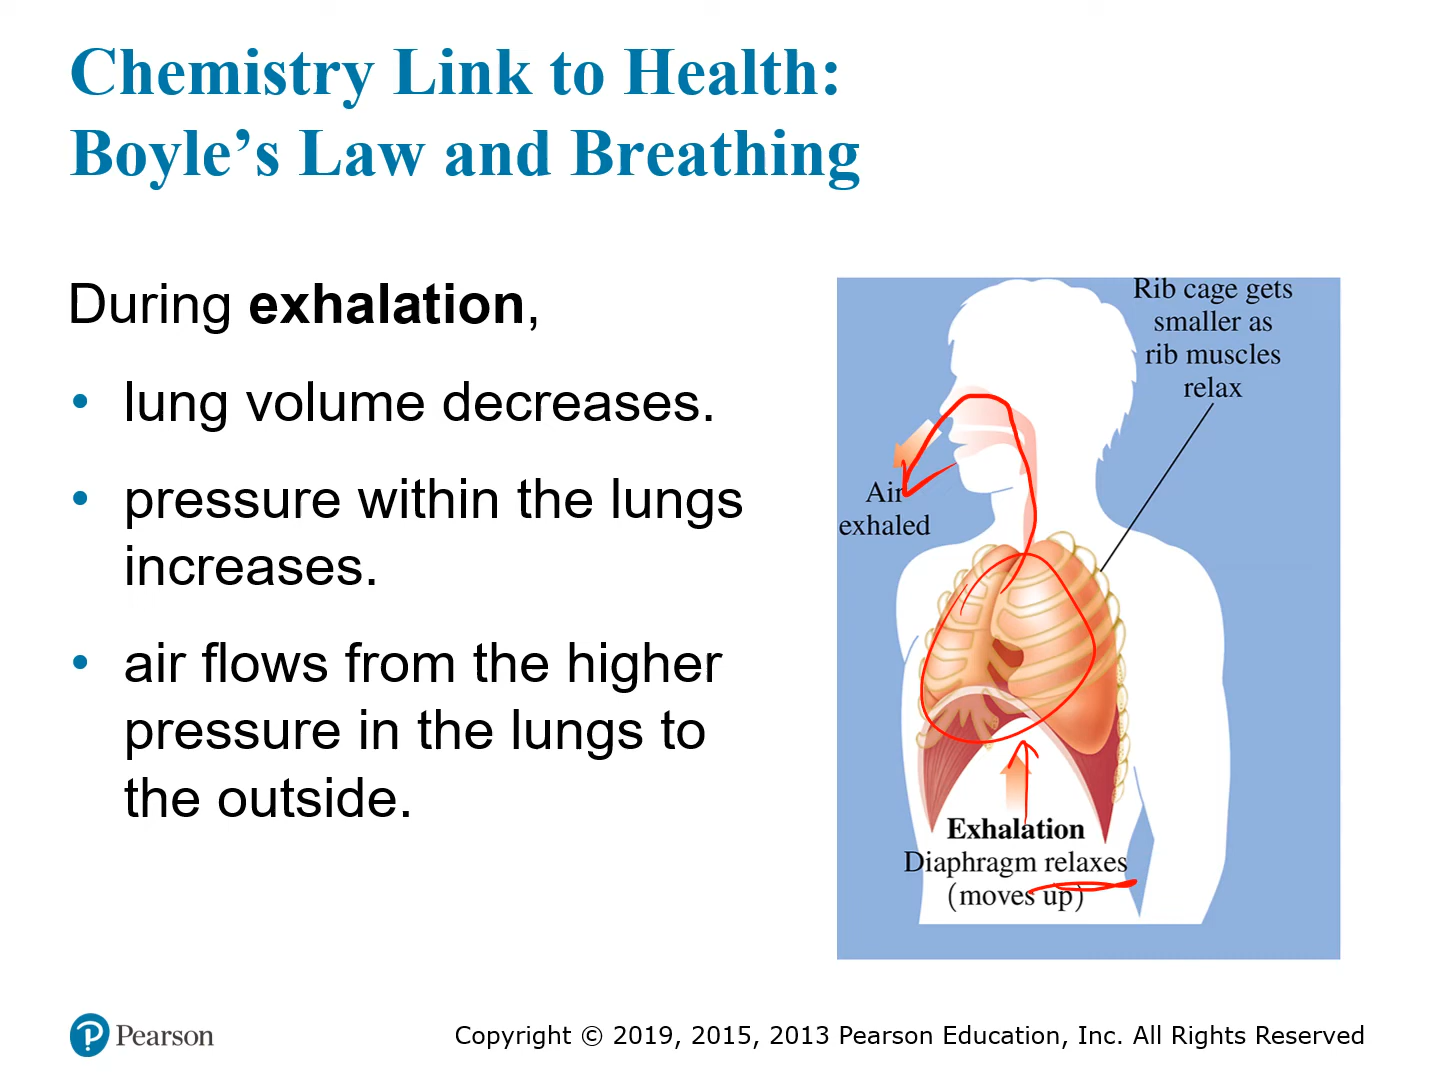 Chemistry Link to Health:
Boyle’s Law and Breathing
During exhalation,
• lung volume decreases.
• pressure within the lungs
increases.
• air flows from the higher
pressure in the lungs to
the outside.
Rib cage gets
smaller as
rib muscles
relax
Air
exhaled
Exhalation
Diaphragm relaxes
(moves up)
Pearson
Copyright © 2019, 2015, 2013 Pearson Education, Inc. All Rights Reserved